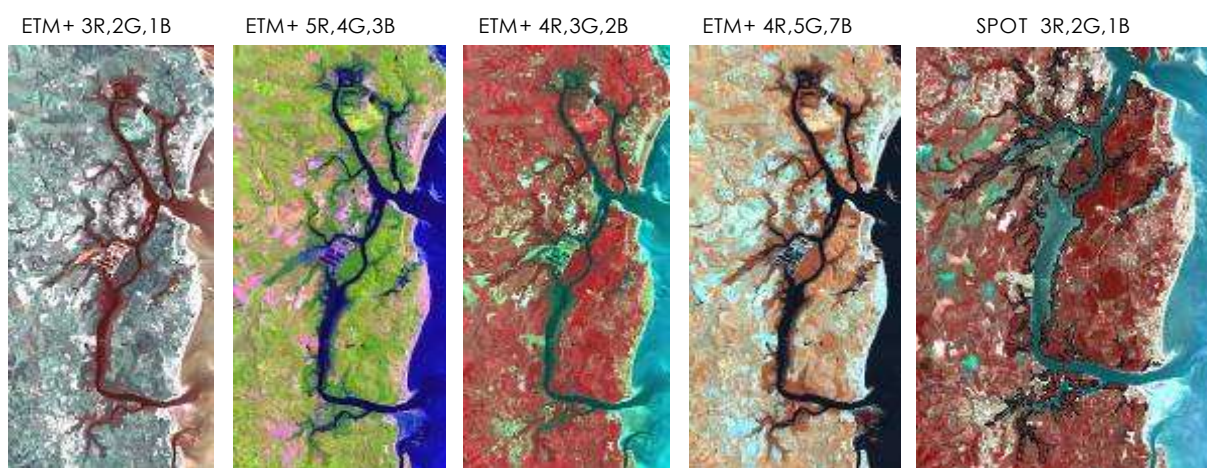 ETM+ 3R,2G,1B
ETM+ 5R,4G,3B
ETM+ 4R,3G,2B
ETM+ 4R,5G,7B
SPOT 3R,2G,1B